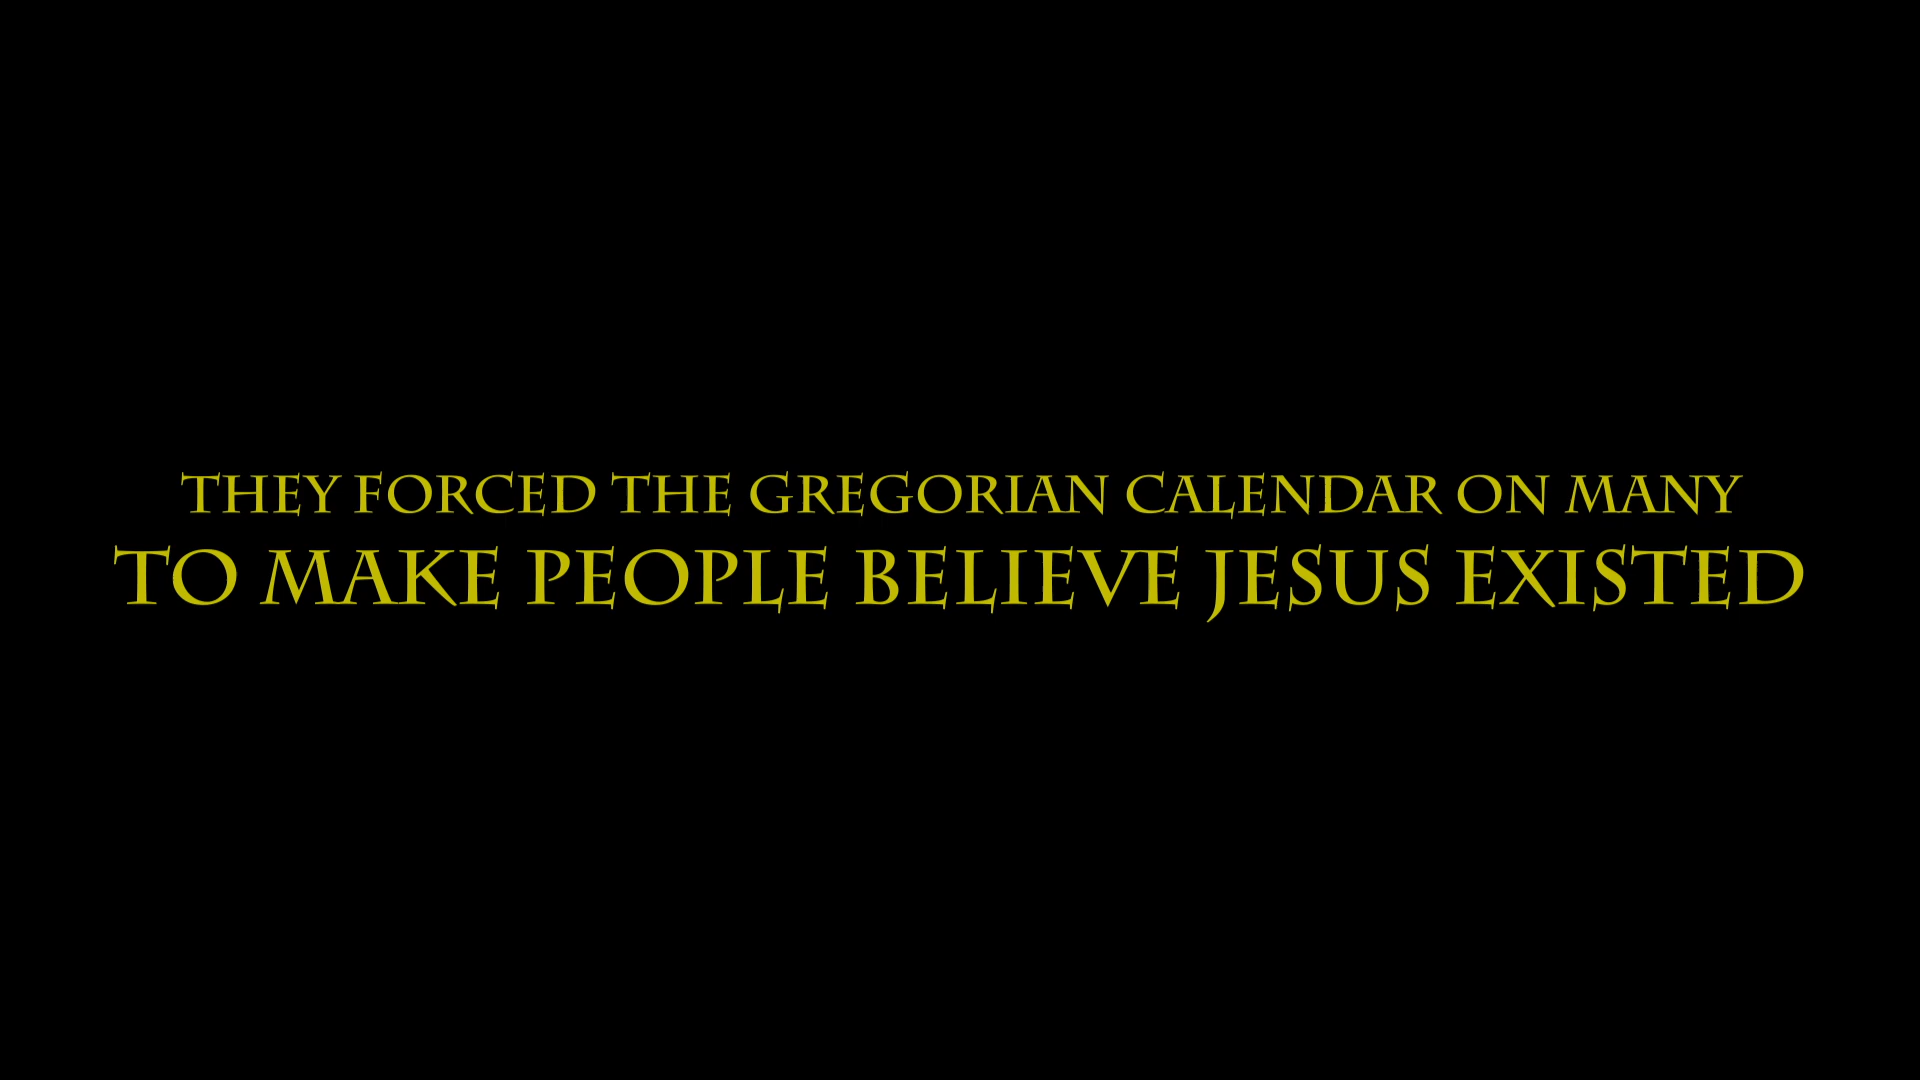 THEY FORCED THE GREGORIAN CALENDAR ON MANY
TO MAKE PEOPLE BELIEVE JESUS EXISTED